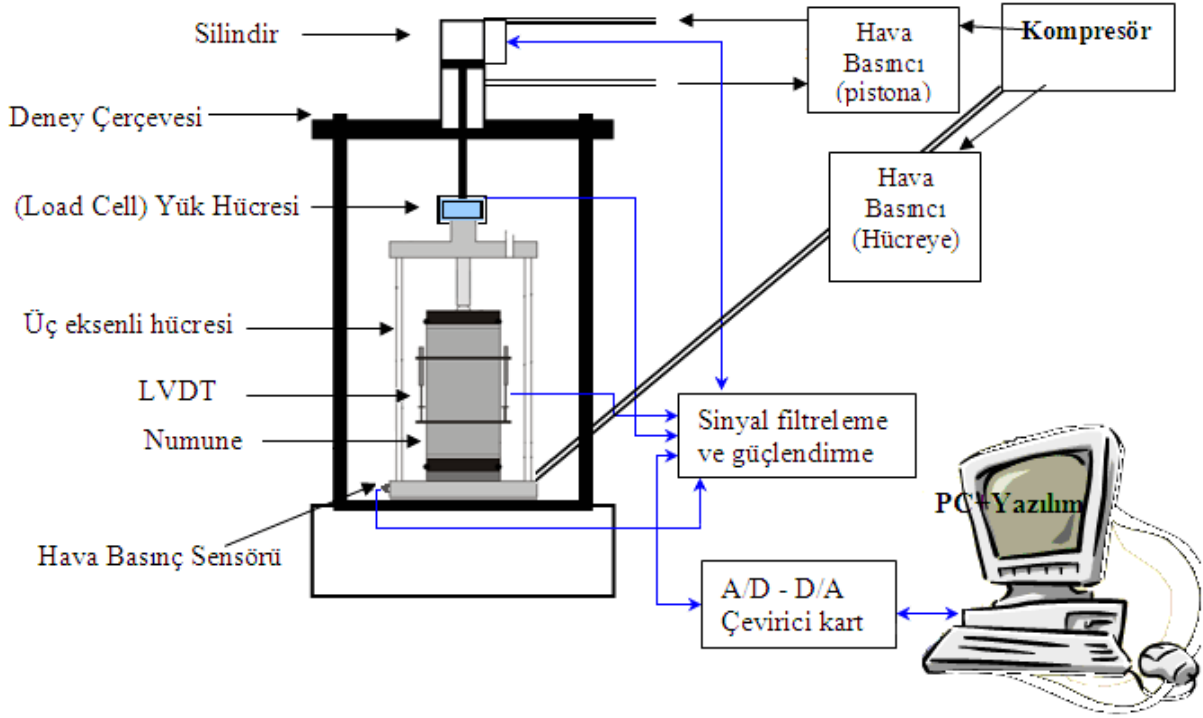 Silindir
Deney Çerçevesi
(Load Cell) Yük Hücresi
Üç eksenli hücresi
LVDT
Numune
Hava Basınç Sensörü
Hava
Basıncı
(pistona)
Kompresör
Hava
Basıncı
(Hücreye)
Sinyal filtreleme
ve güçlendirme
PC+Yazılım
A/D - D/A
Çevirici kart